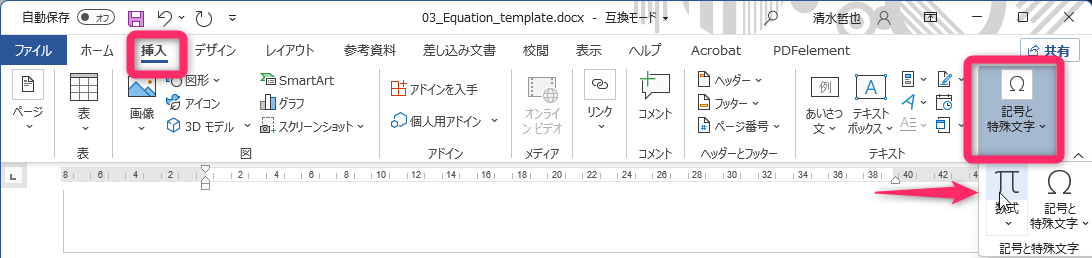 自動保存 オフ 03_Equation_template.docx - 互換モード 清水哲也
ファイル ホーム 挿入 デザイン レイアウト 参考資料 差し込み文書 校閲 表示 ヘルプ Acrobat PDFelement 共有
ページ
表
画像
図形
アイコン
3D モデル
SmartArt
グラフ
スクリーンショット
アドインを入手
個人用アドイン
オンライン
ビデオ
リンク
コメント
ヘッダー
フッター
ページ番号
あいさつ
文
テキスト
ボックス
記号と
特殊文字
表 図 アドイン メディア コメント ヘッダーとフッター テキスト
8 6 4 2 2 4 6 8 10 12 14 16 18 20 22 24 26 28 30 32 34 36 38 40 42 44
数式
記号と
特殊文字
記号と特殊文字